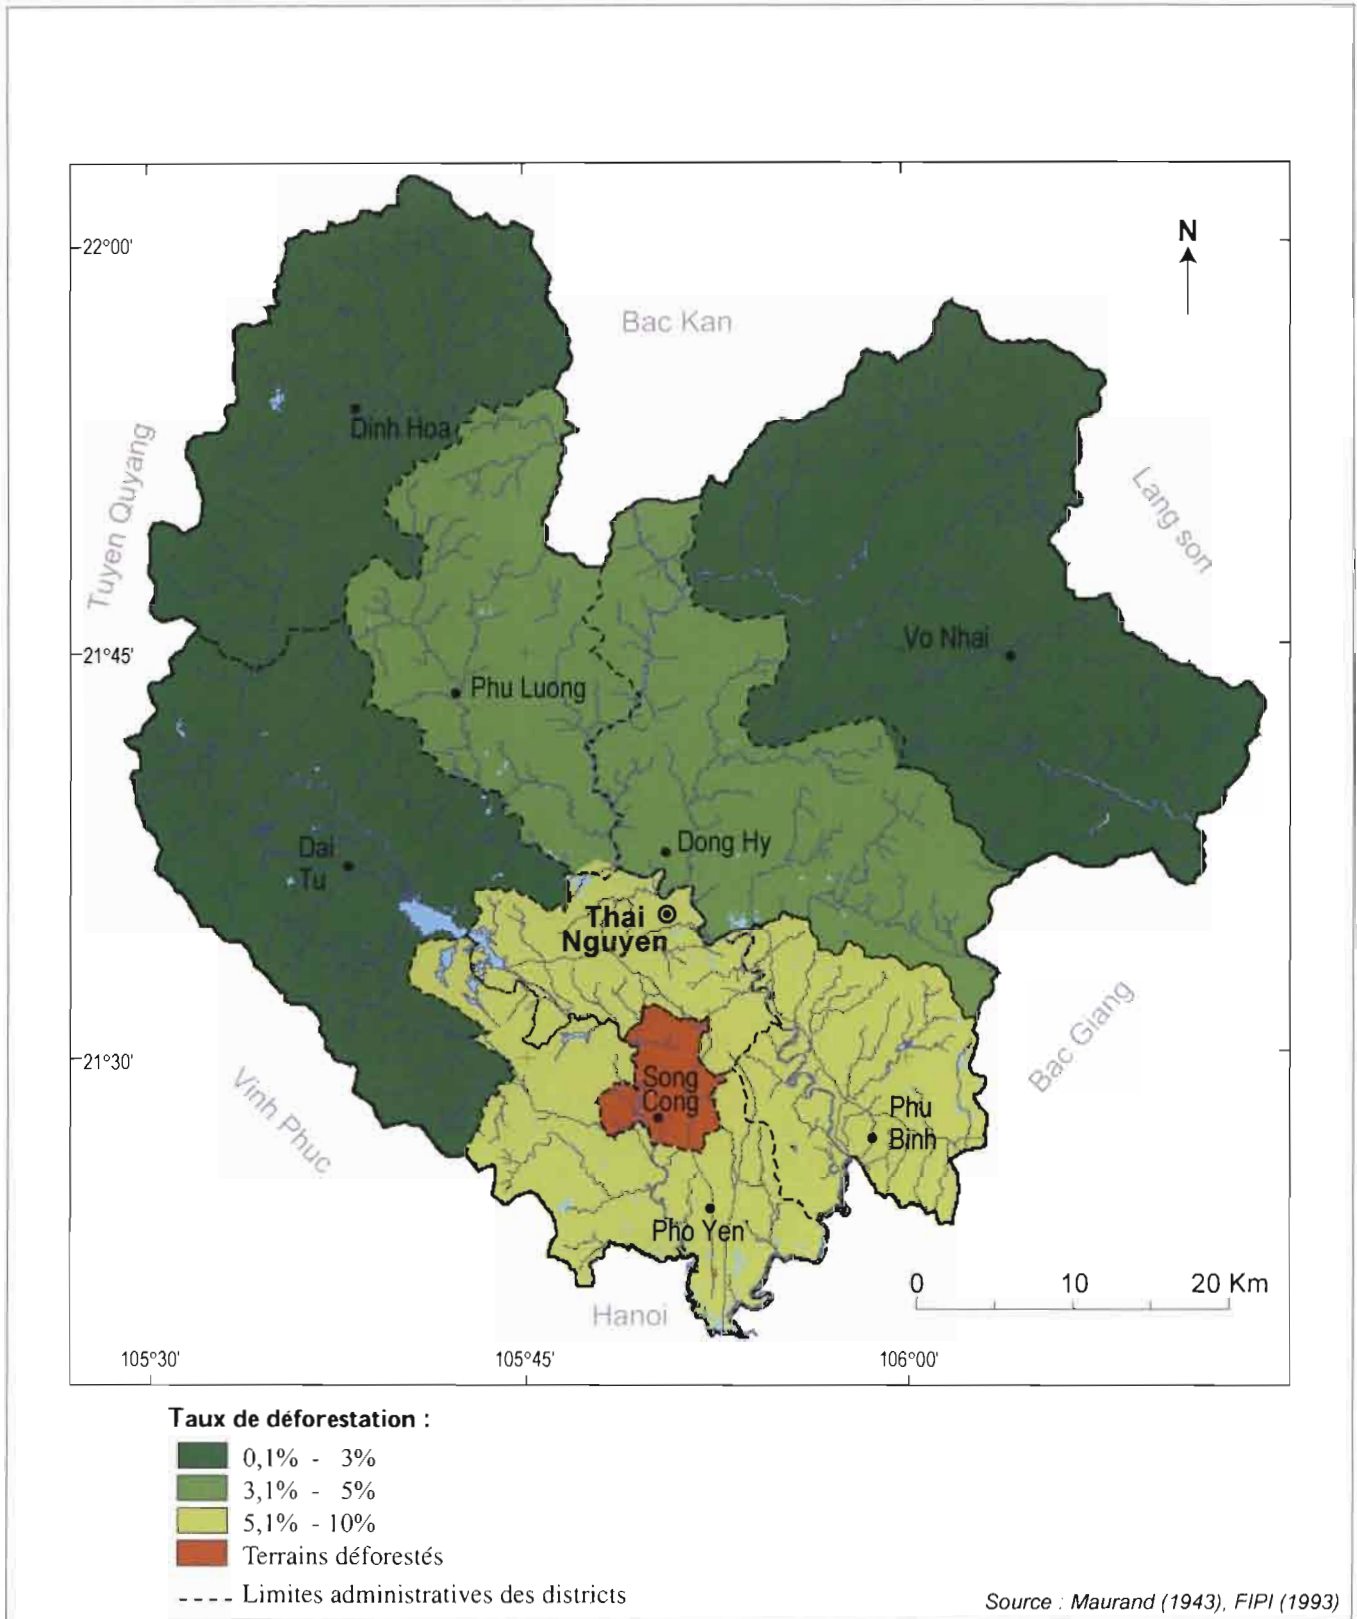 22°00'
N
Bac Kan
Dinh Hoa
Tuyen Quyang
Lang son
Vo Nhai
21°45'
Phu Luong
Dong Hy
Dai
Tu
Thai
Nguyen
Bac Giang
21°30'
Song
Cong
Phu
Binh
Vinh Phuc
Pho Yen
0 10 20 Km
Hanoi
105°30' 105°45' 106°00'
Taux de déforestation :
0,1% - 3%
3,1% - 5%
5,1% - 10%
Terrains déforestés
Limites administratives des districts
Source : Maurand (1943), FIPI (1993)